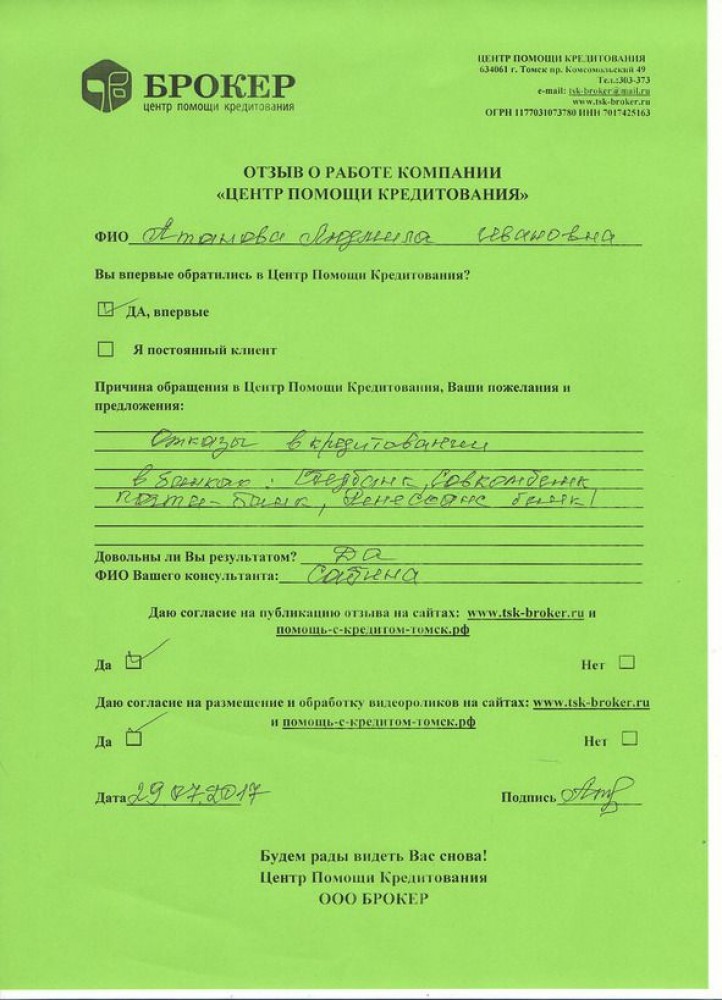 БРОКЕР
центр помощи кредитования
ЦЕНТР ПОМОЩИ КРЕДИТОВАНИЯ
634061 г. Томск пр. Комсомольский 49
Тел.:303-373
e-mail: tsk-broker@mail.ru
www.tsk-broker.ru
ОГРН 1177031073780 ИНН 7017425163
ОТЗЫВ О РАБОТЕ КОМПАНИИ
«ЦЕНТР ПОМОЩИ КРЕДИТОВАНИЯ»
ФИО Атанова Людмила Ивановна
Вы впервые обратились в Центр Помощи Кредитования?
ДА, впервые
Я постоянный клиент
Причина обращения в Центр Помощи Кредитования, Ваши пожелания и
предложения:
Отказы в кредитовании
в банках: Сбербанк, Совкомбанк
почта-банк, Ренессанс банк!
Довольны ли Вы результатом? Да
ФИО Вашего консультанта: Сабина
Даю согласие на публикацию отзыва на сайтах: www.tsk-broker.ru и
помощь-с-кредитом-томск.рф
Да Нет
Даю согласие на размещение и обработку видеороликов на сайтах: www.tsk-broker.ru
и помощь-с-кредитом-томск.рф
Да Нет
Дата 29 07.2017 Подпись
Будем рады видеть Вас снова!
Центр Помощи Кредитования
ООО БРОКЕР